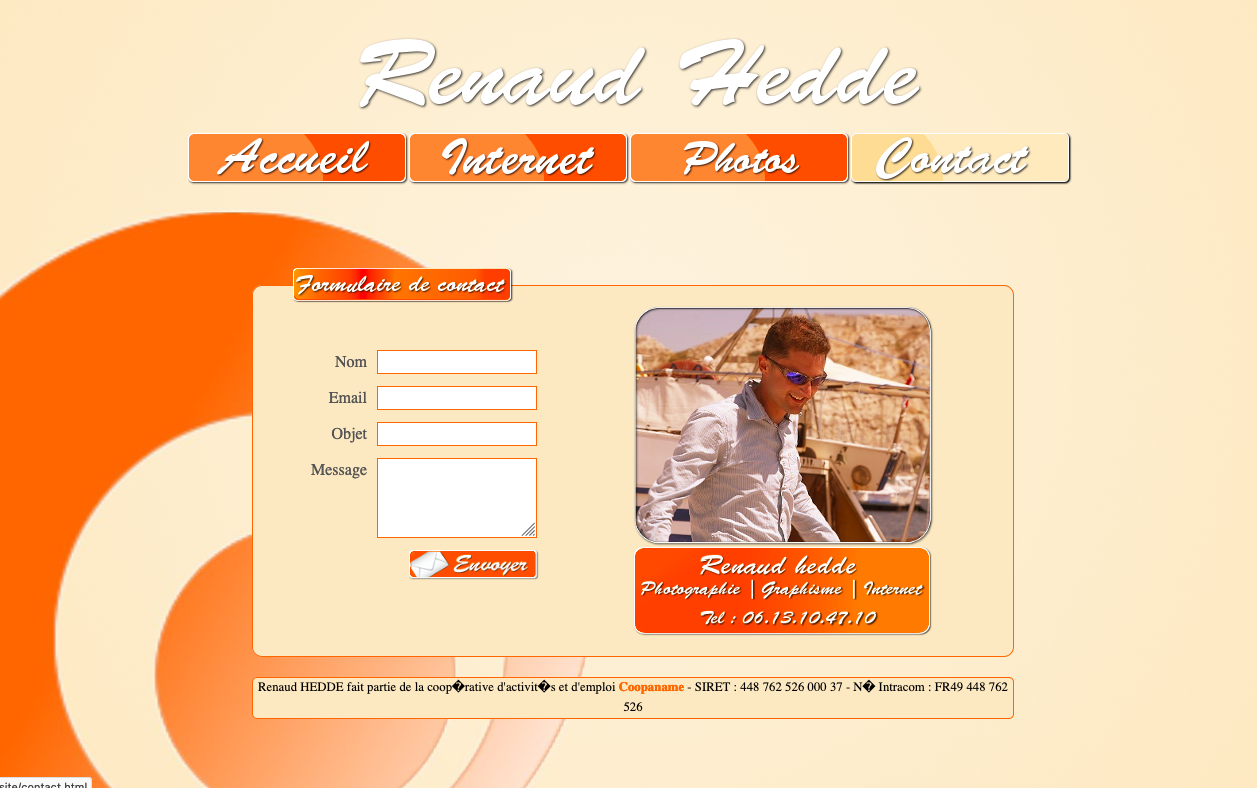 Renaud Hedde
Accueil Internet Photos Contact
Formulaire de contact
Nom
Email
Objet
Message
Envoyer
Renaud hedde
Photographie | Graphisme | Internet
Tel : 06.13.10.47.10
Renaud HEDDE fait partie de la coop�rative d'activit�s et d'emploi Coopaname - SIRET : 448 762 526 000 37 - N� Intracom : FR49 448 762
526
site/contact.html